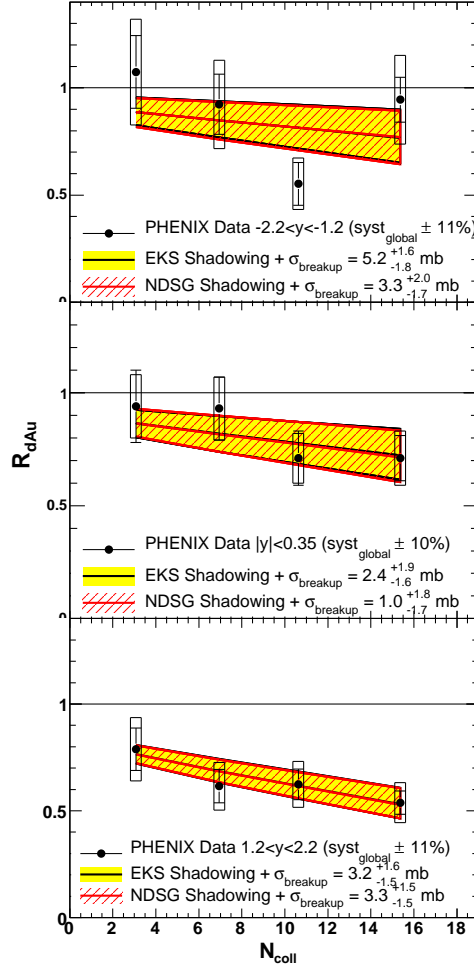 1
0.5
PHENIX Data -2.2<y<-1.2 (syst_global ± 11%)
EKS Shadowing + σ_breakup = 5.2 +1.6 -1.8 mb
NDSG Shadowing + σ_breakup = 3.3 +2.0 -1.7 mb
0
1
R_dAu
0.5
PHENIX Data |y|<0.35 (syst_global ± 10%)
EKS Shadowing + σ_breakup = 2.4 +1.9 -1.6 mb
NDSG Shadowing + σ_breakup = 1.0 +1.8 -1.7 mb
0
1
0.5
PHENIX Data 1.2<y<2.2 (syst_global ± 11%)
EKS Shadowing + σ_breakup = 3.2 +1.6 -1.5 mb
NDSG Shadowing + σ_breakup = 3.3 +1.5 -1.5 mb
0
0 2 4 6 8 10 12 14 16 18
N_coll